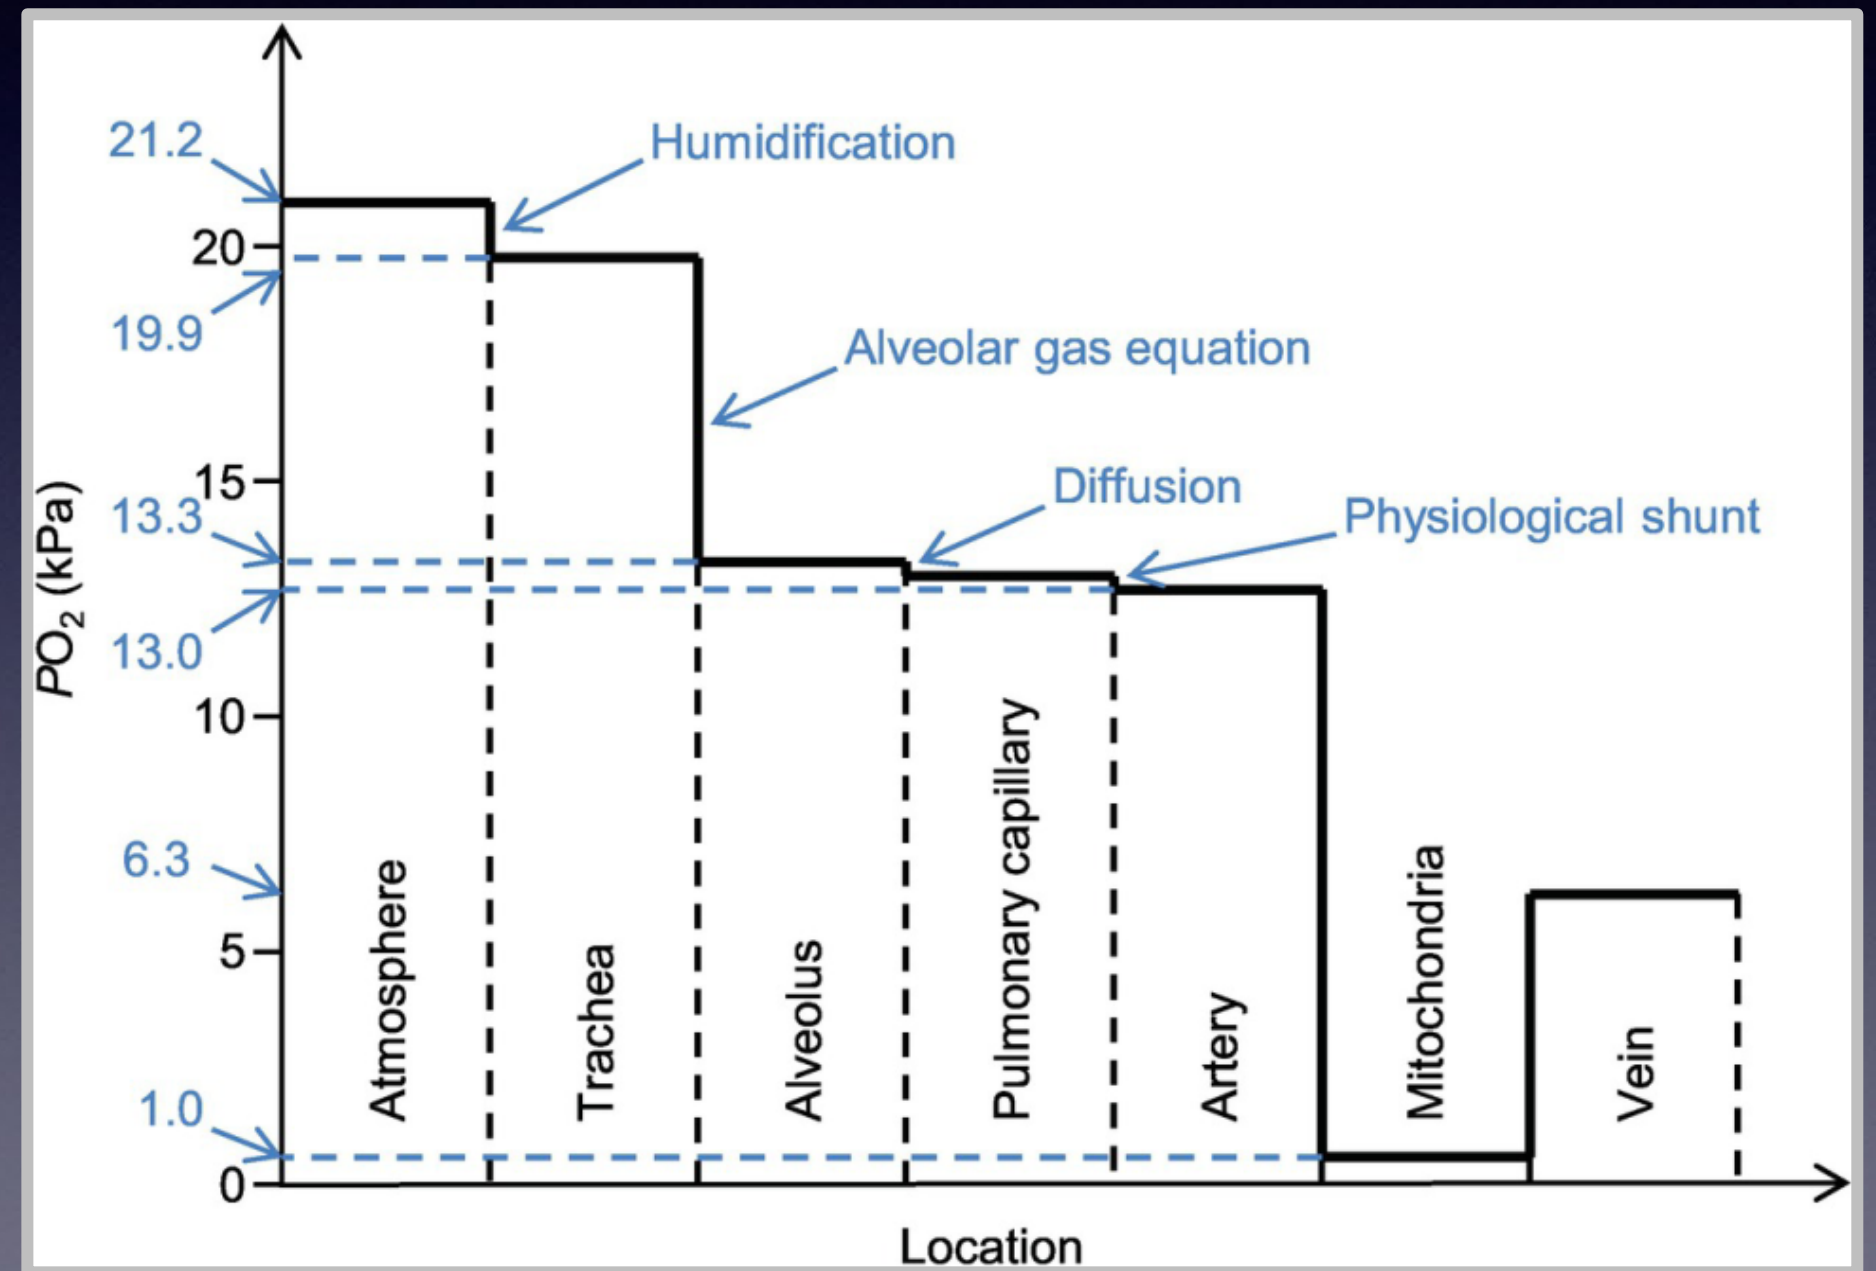 21.2
Humidification
20
19.9
Alveolar gas equation
15
13.3
Diffusion
Physiological shunt
13.0
10
6.3
5
1.0
0
PO₂ (kPa)
Atmosphere
Trachea
Alveolus
Pulmonary capillary
Artery
Mitochondria
Vein
Location